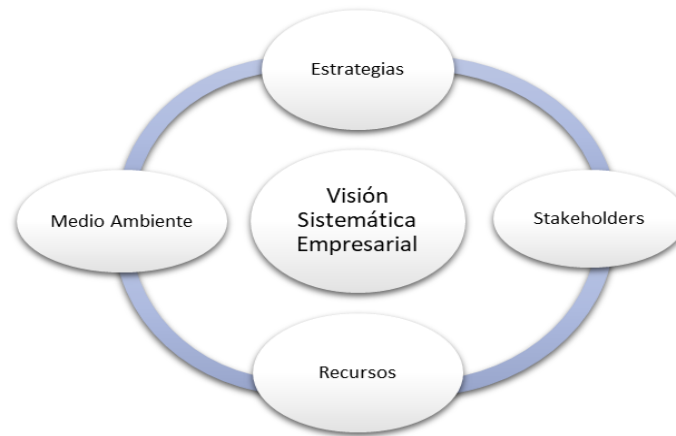 Estrategias
Medio Ambiente
Visión
Sistemática
Empresarial
Stakeholders
Recursos